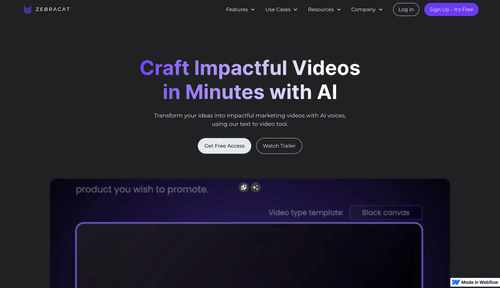 ZEBRACAT
Features
Use Cases
Resources
Company
Log in
Sign Up - It's Free
Craft Impactful Videos
in Minutes with AI
Transform your ideas into impactful marketing videos with AI voices,
using our text to video tool.
Get Free Access
Watch Trailer
product you wish to promote.
Video type template:
Black canvas
Made in Webflow